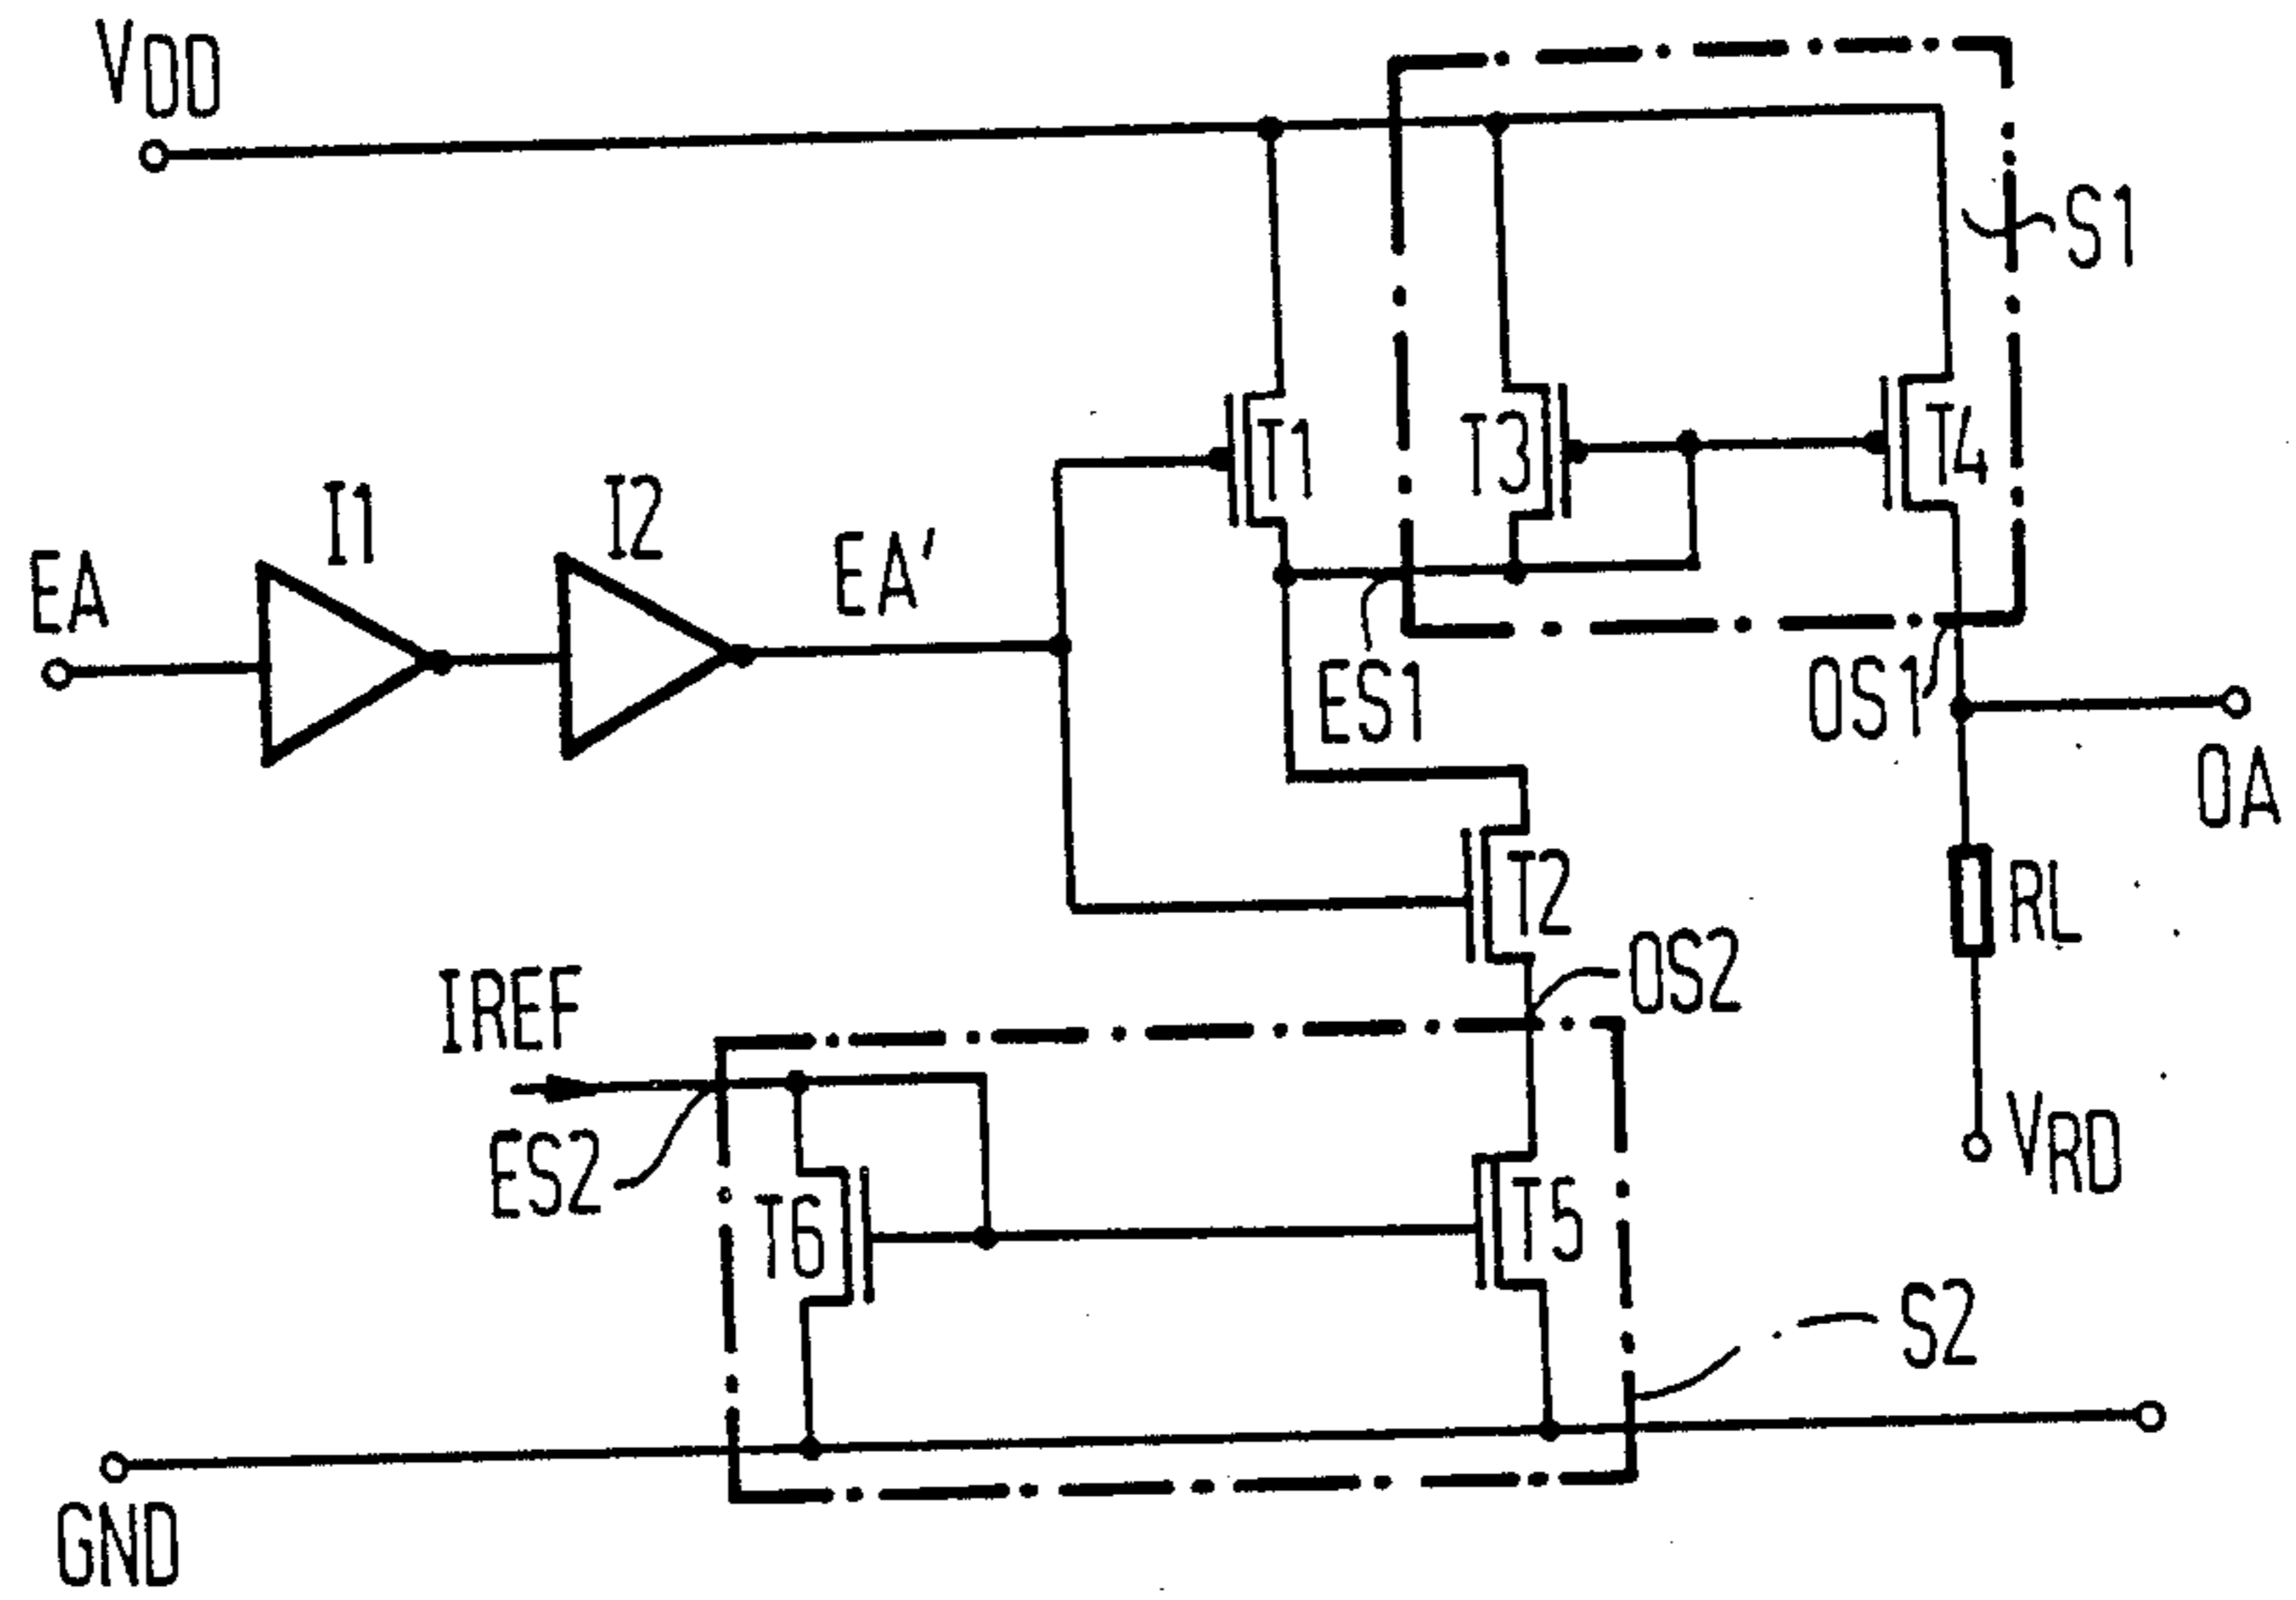 VDD
S1
T1
T3
T4
I1
I2
EA
EA'
ES1
OS1
OA
T2
RL
OS2
IREF
ES2
VRD
T6
T5
S2
GND